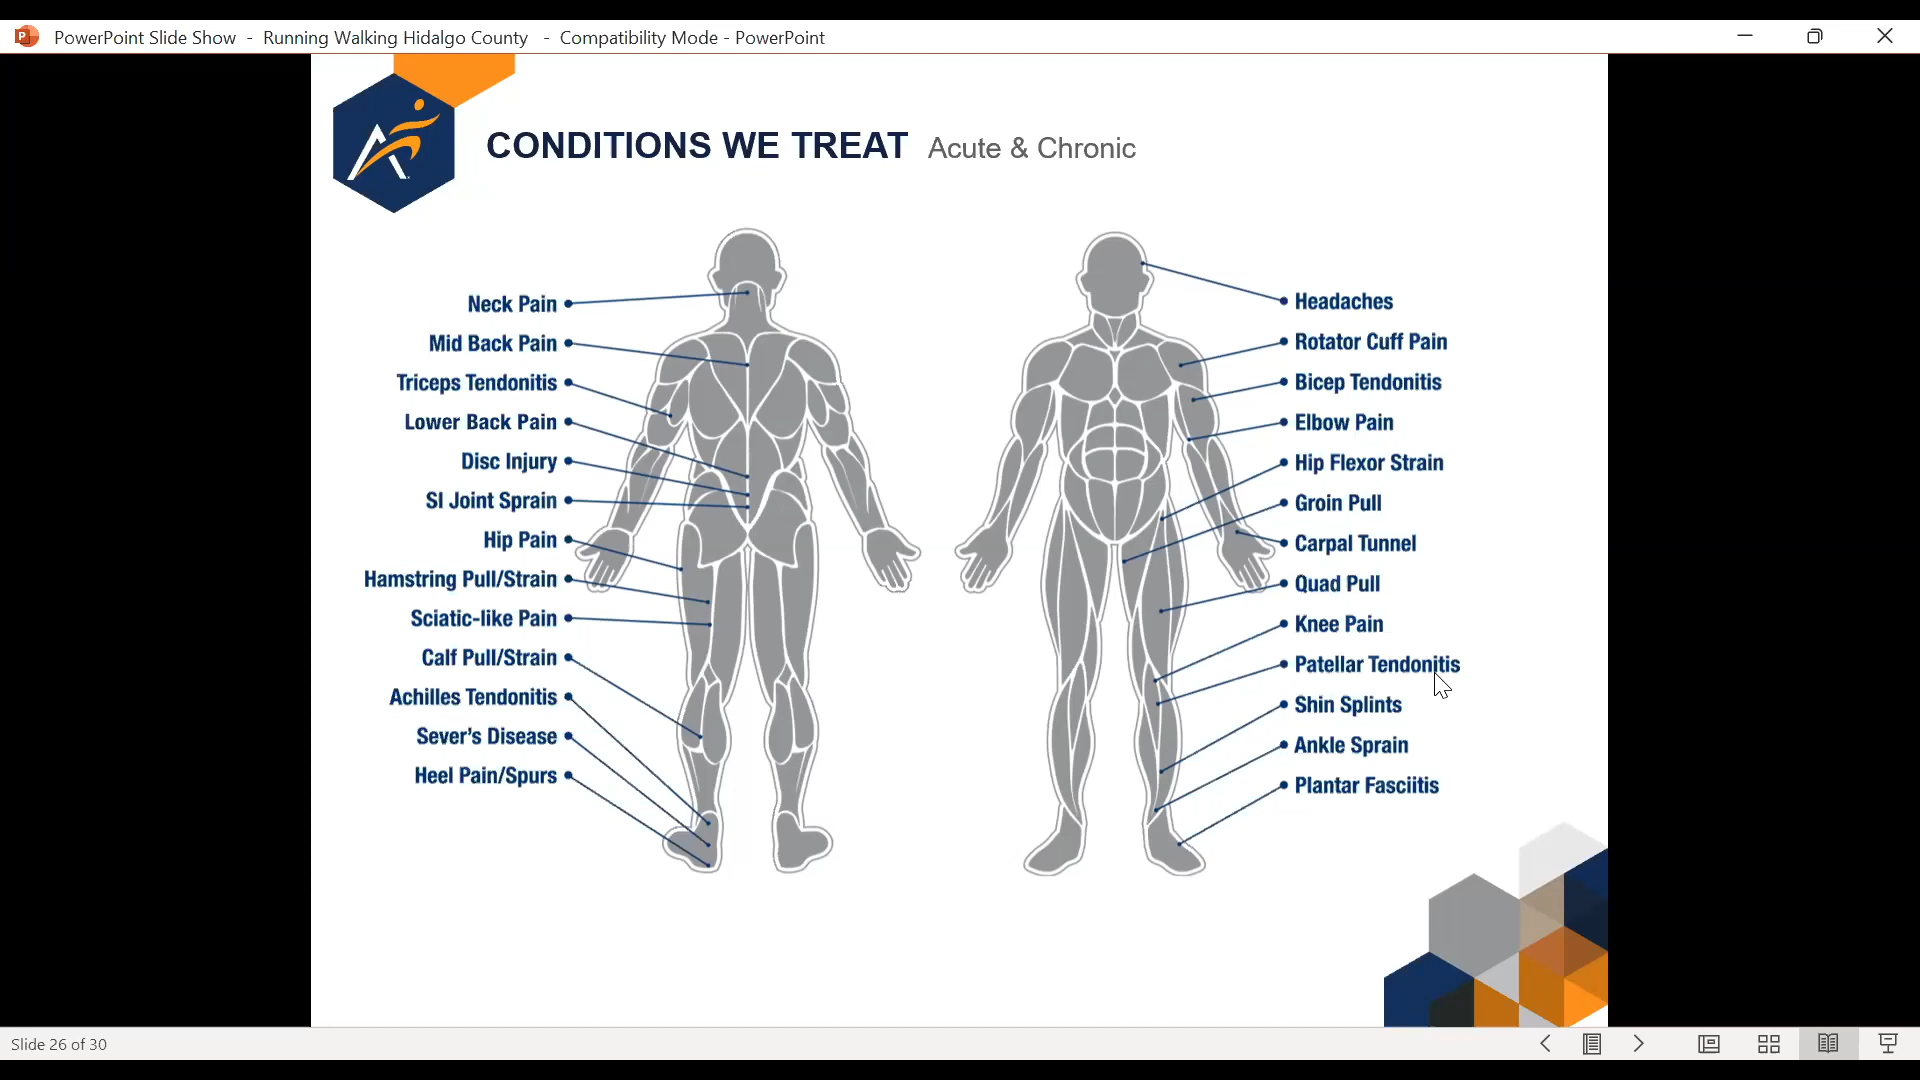 PowerPoint Slide Show - Running Walking Hidalgo County - Compatibility Mode - PowerPoint
CONDITIONS WE TREAT Acute & Chronic
Neck Pain
Mid Back Pain
Triceps Tendonitis
Lower Back Pain
Disc Injury
SI Joint Sprain
Hip Pain
Hamstring Pull/Strain
Sciatic-like Pain
Calf Pull/Strain
Achilles Tendonitis
Sever's Disease
Heel Pain/Spurs
Headaches
Rotator Cuff Pain
Bicep Tendonitis
Elbow Pain
Hip Flexor Strain
Groin Pull
Carpal Tunnel
Quad Pull
Knee Pain
Patellar Tendonitis
Shin Splints
Ankle Sprain
Plantar Fasciitis
Slide 26 of 30